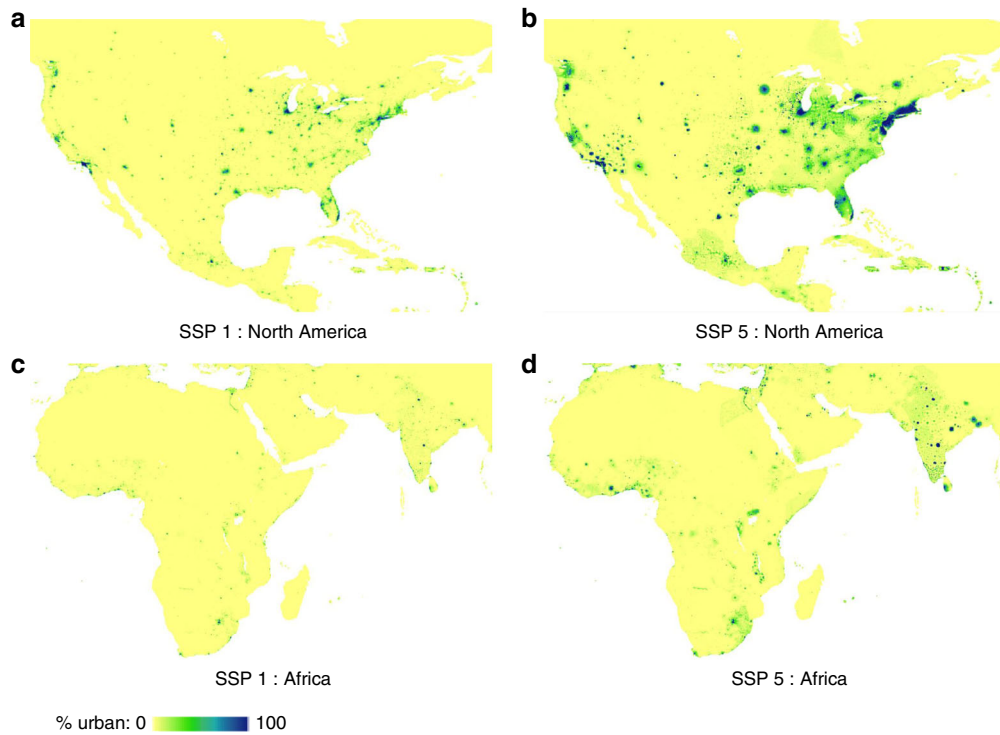 a
b
SSP 1 : North America
SSP 5 : North America
c
d
SSP 1 : Africa
SSP 5 : Africa
% urban: 0 100